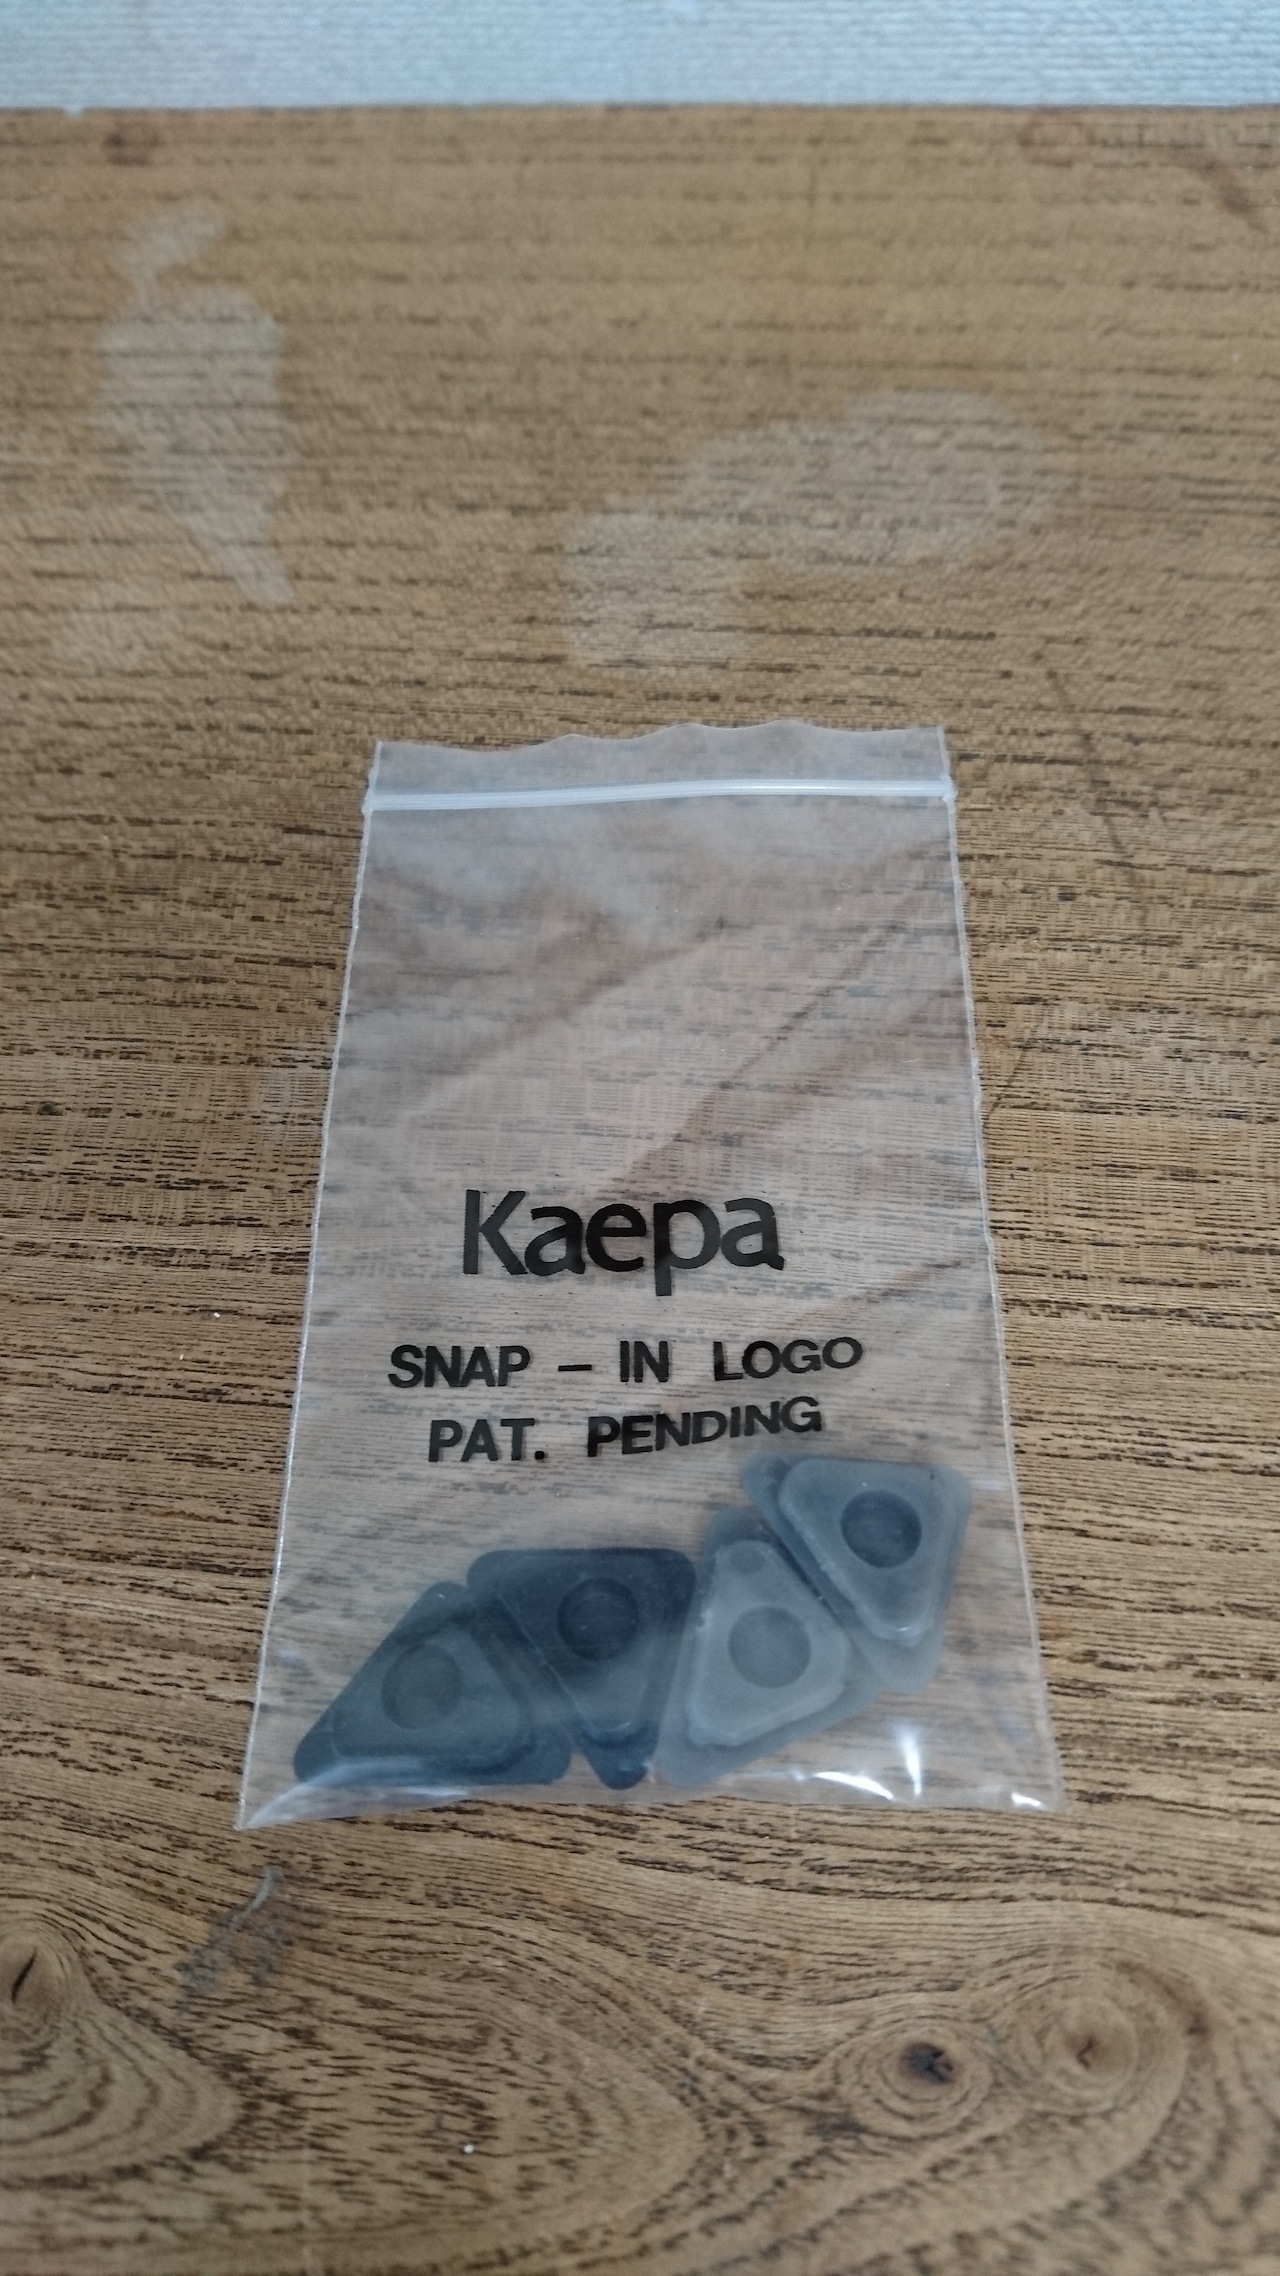 Kaepa
SNAP – IN LOGO
PAT. PENDING